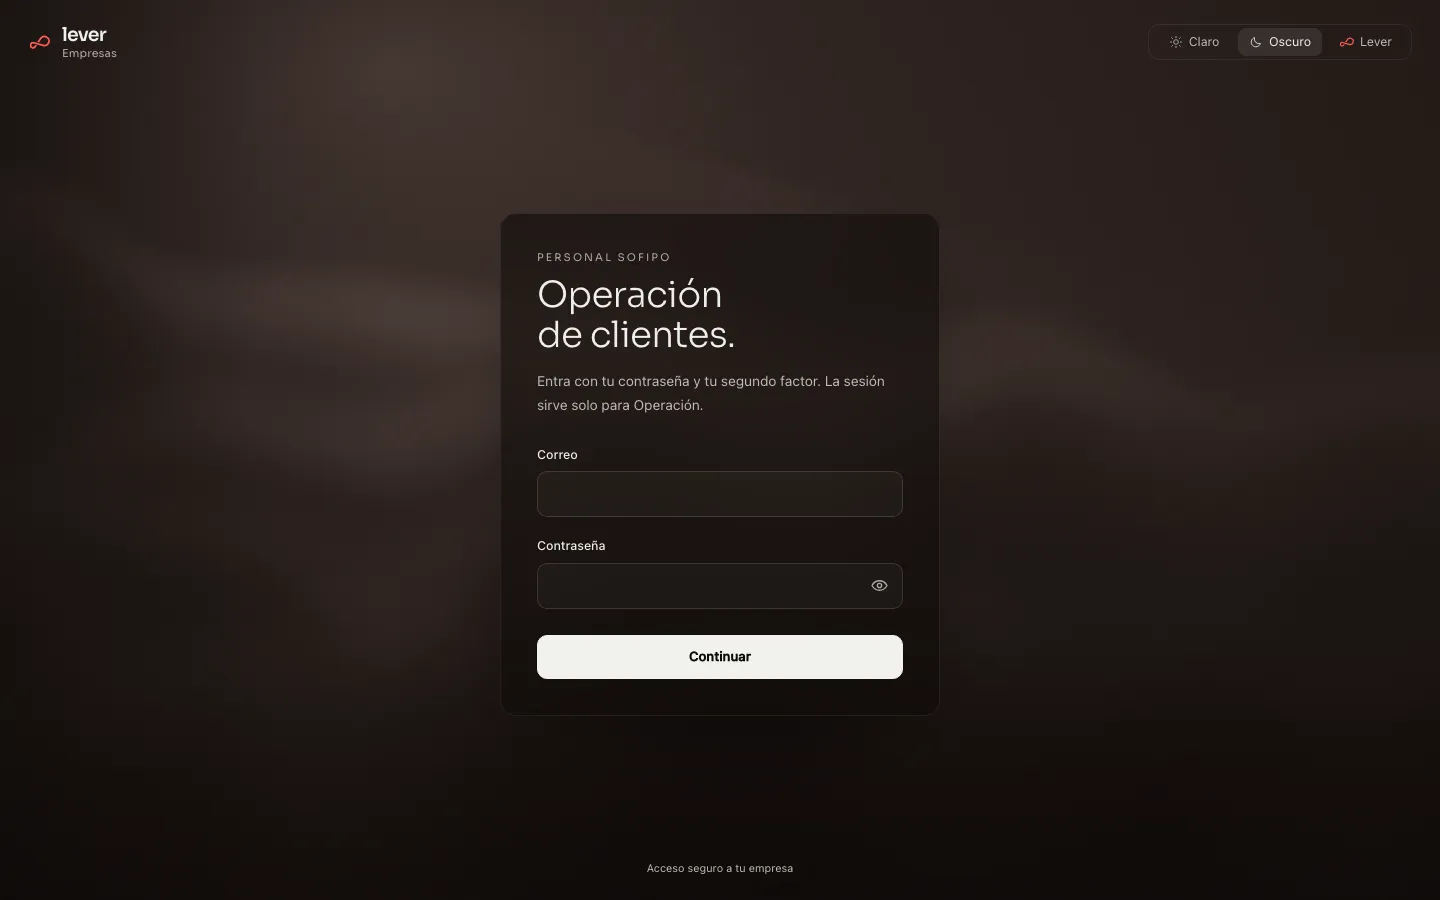 lever
Empresas
Claro
Oscuro
Lever
PERSONAL SOFIPO
Operación
de clientes.
Entra con tu contraseña y tu segundo factor. La sesión
sirve solo para Operación.
Correo
Contraseña
Continuar
Acceso seguro a tu empresa